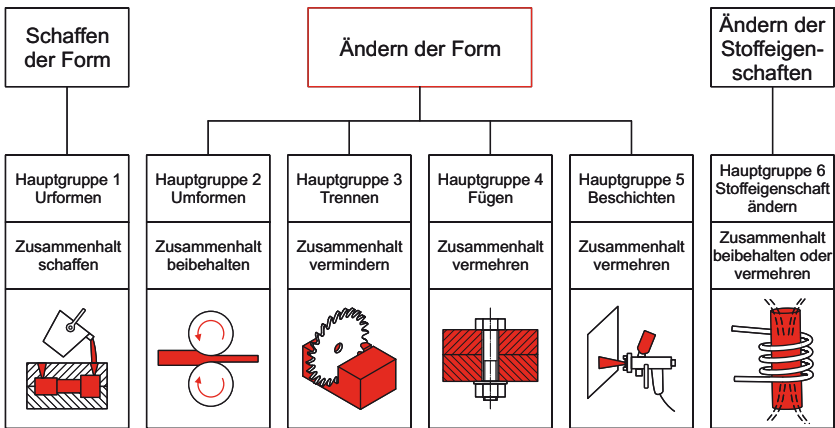 Schaffen
der Form
Ändern der Form
Ändern der
Stoffeigen-
schaften
Hauptgruppe 1
Urformen
Zusammenhalt
schaffen
Hauptgruppe 2
Umformen
Zusammenhalt
beibehalten
Hauptgruppe 3
Trennen
Zusammenhalt
vermindern
Hauptgruppe 4
Fügen
Zusammenhalt
vermehren
Hauptgruppe 5
Beschichten
Zusammenhalt
vermehren
Hauptgruppe 6
Stoffeigenschaft
ändern
Zusammenhalt
beibehalten oder
vermehren